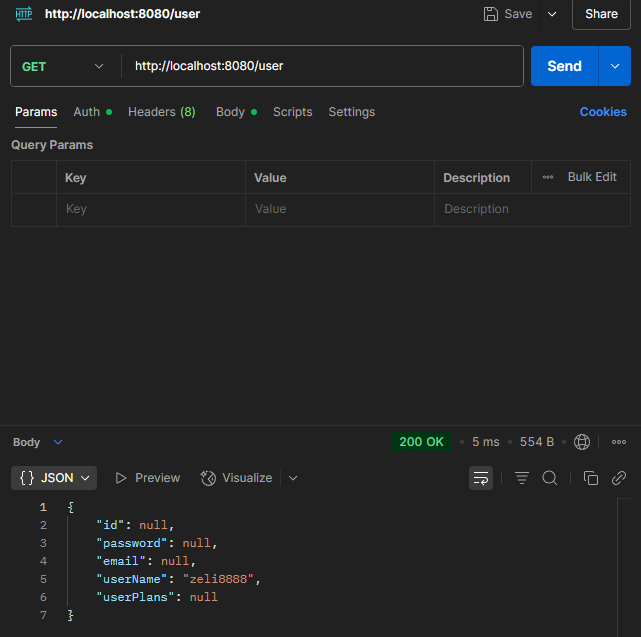 HTTP http://localhost:8080/user Save Share
GET http://localhost:8080/user Send
Params Auth Headers (8) Body Scripts Settings Cookies
Query Params
Key Value Description Bulk Edit
Key Value Description
Body 200 OK 5 ms 554 B
{ } JSON Preview Visualize
1 {
2 "id": null,
3 "password": null,
4 "email": null,
5 "userName": "zeli8888",
6 "userPlans": null
7 }